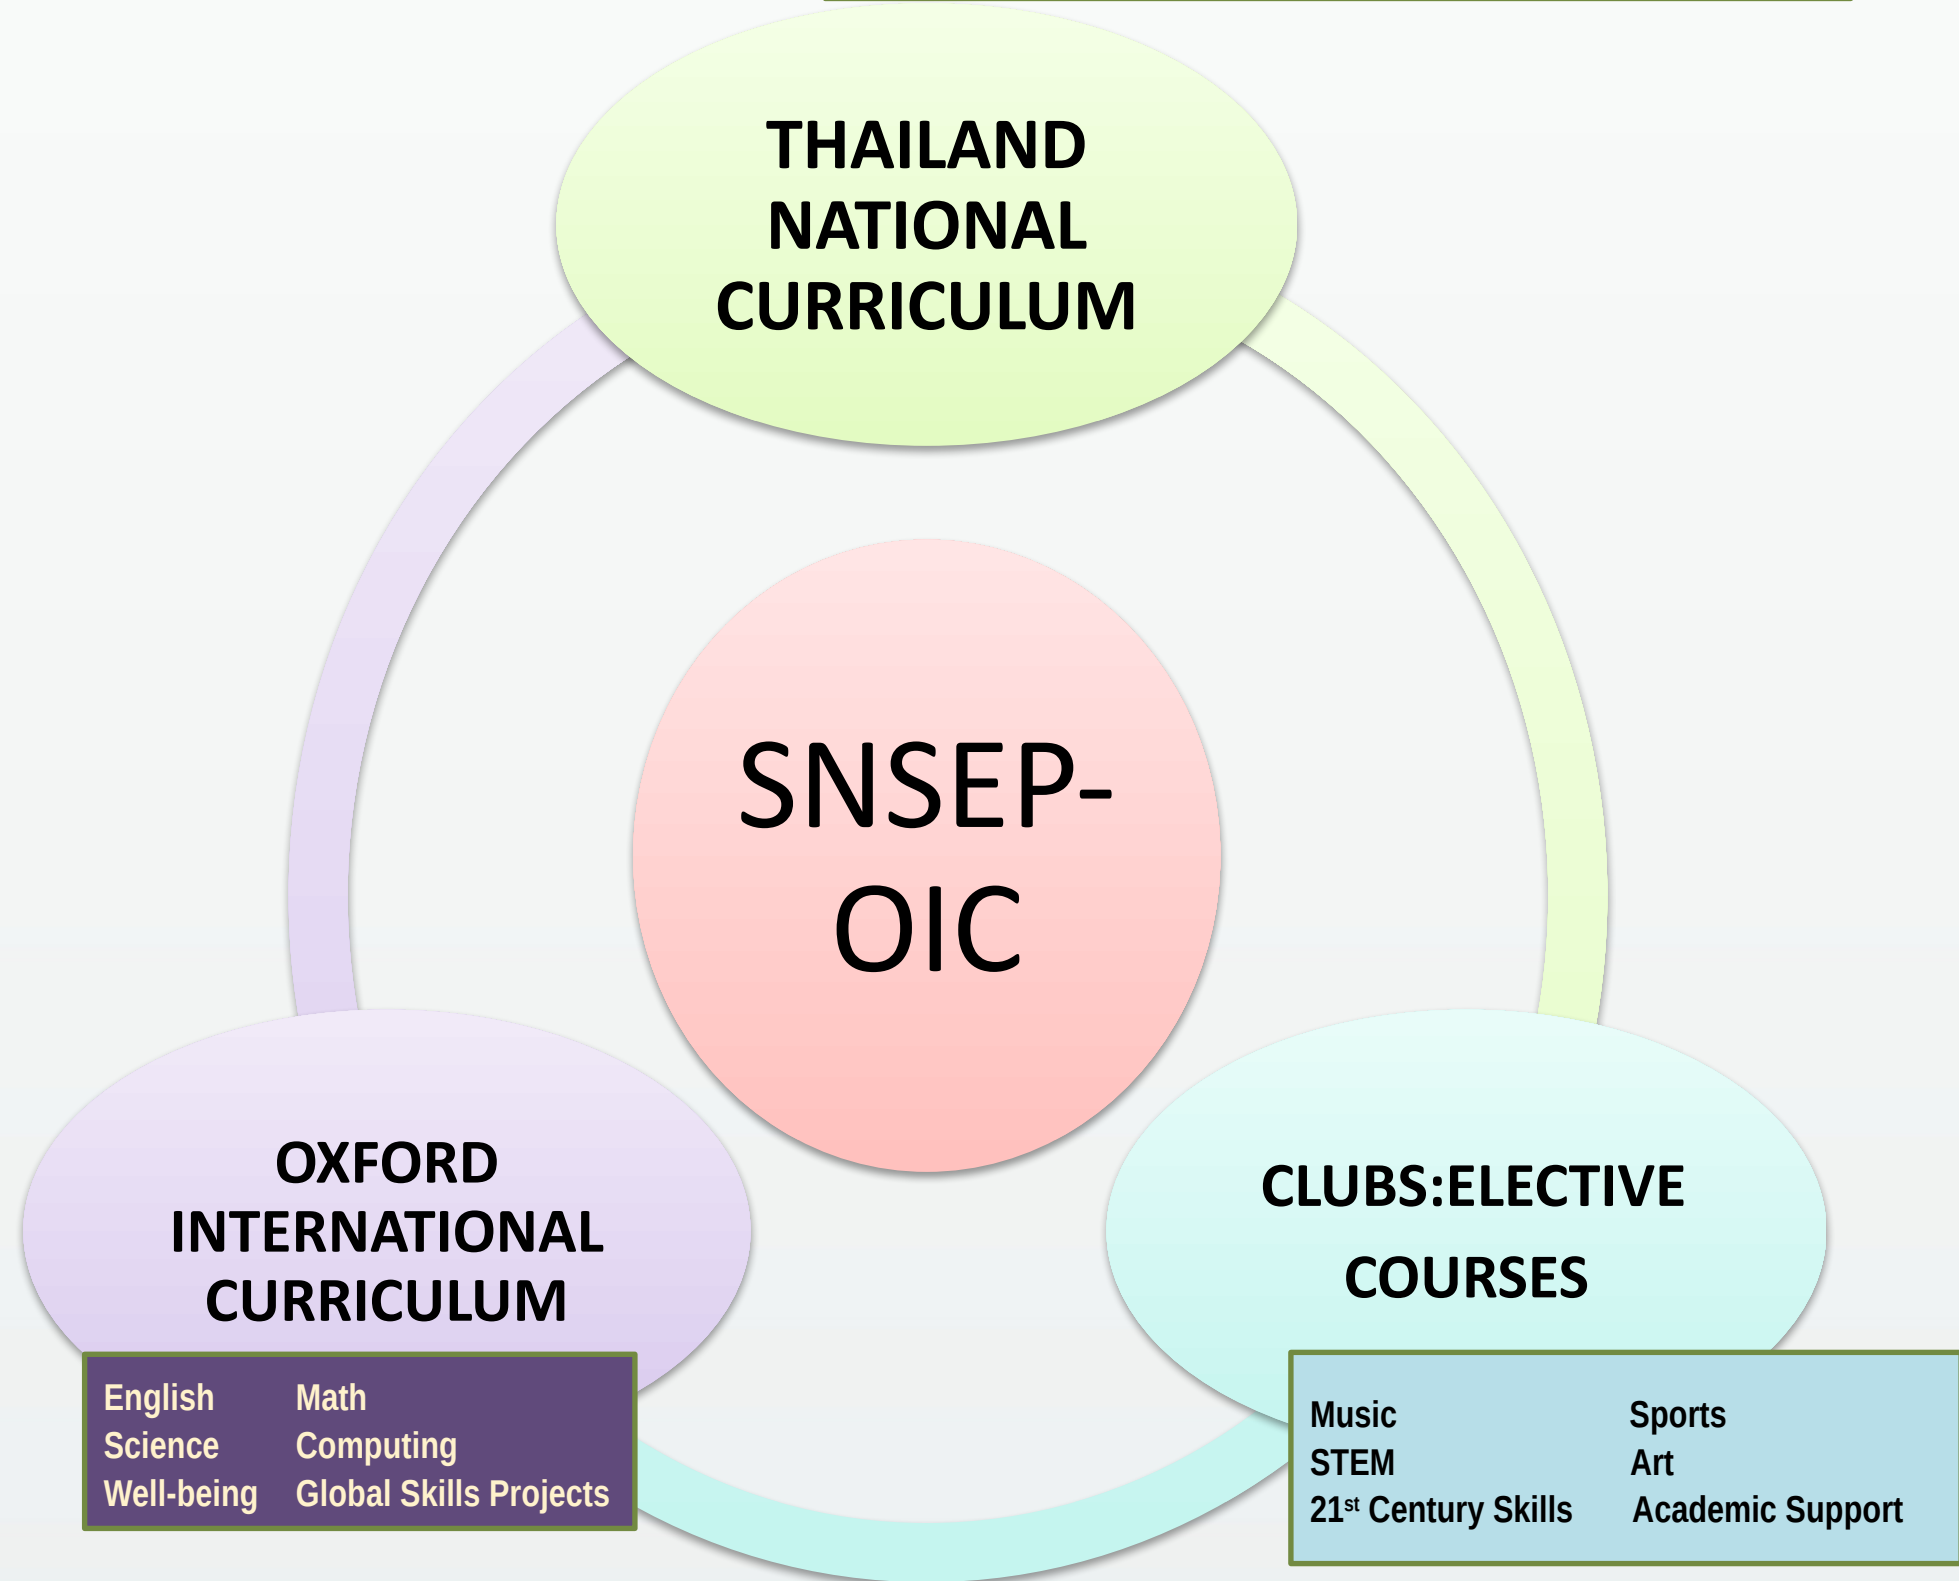 THAILAND
NATIONAL
CURRICULUM
SNSEP-
OIC
OXFORD
INTERNATIONAL
CURRICULUM
English Math
Science Computing
Well-being Global Skills Projects
CLUBS:ELECTIVE
COURSES
Music Sports
STEM Art
21st Century Skills Academic Support